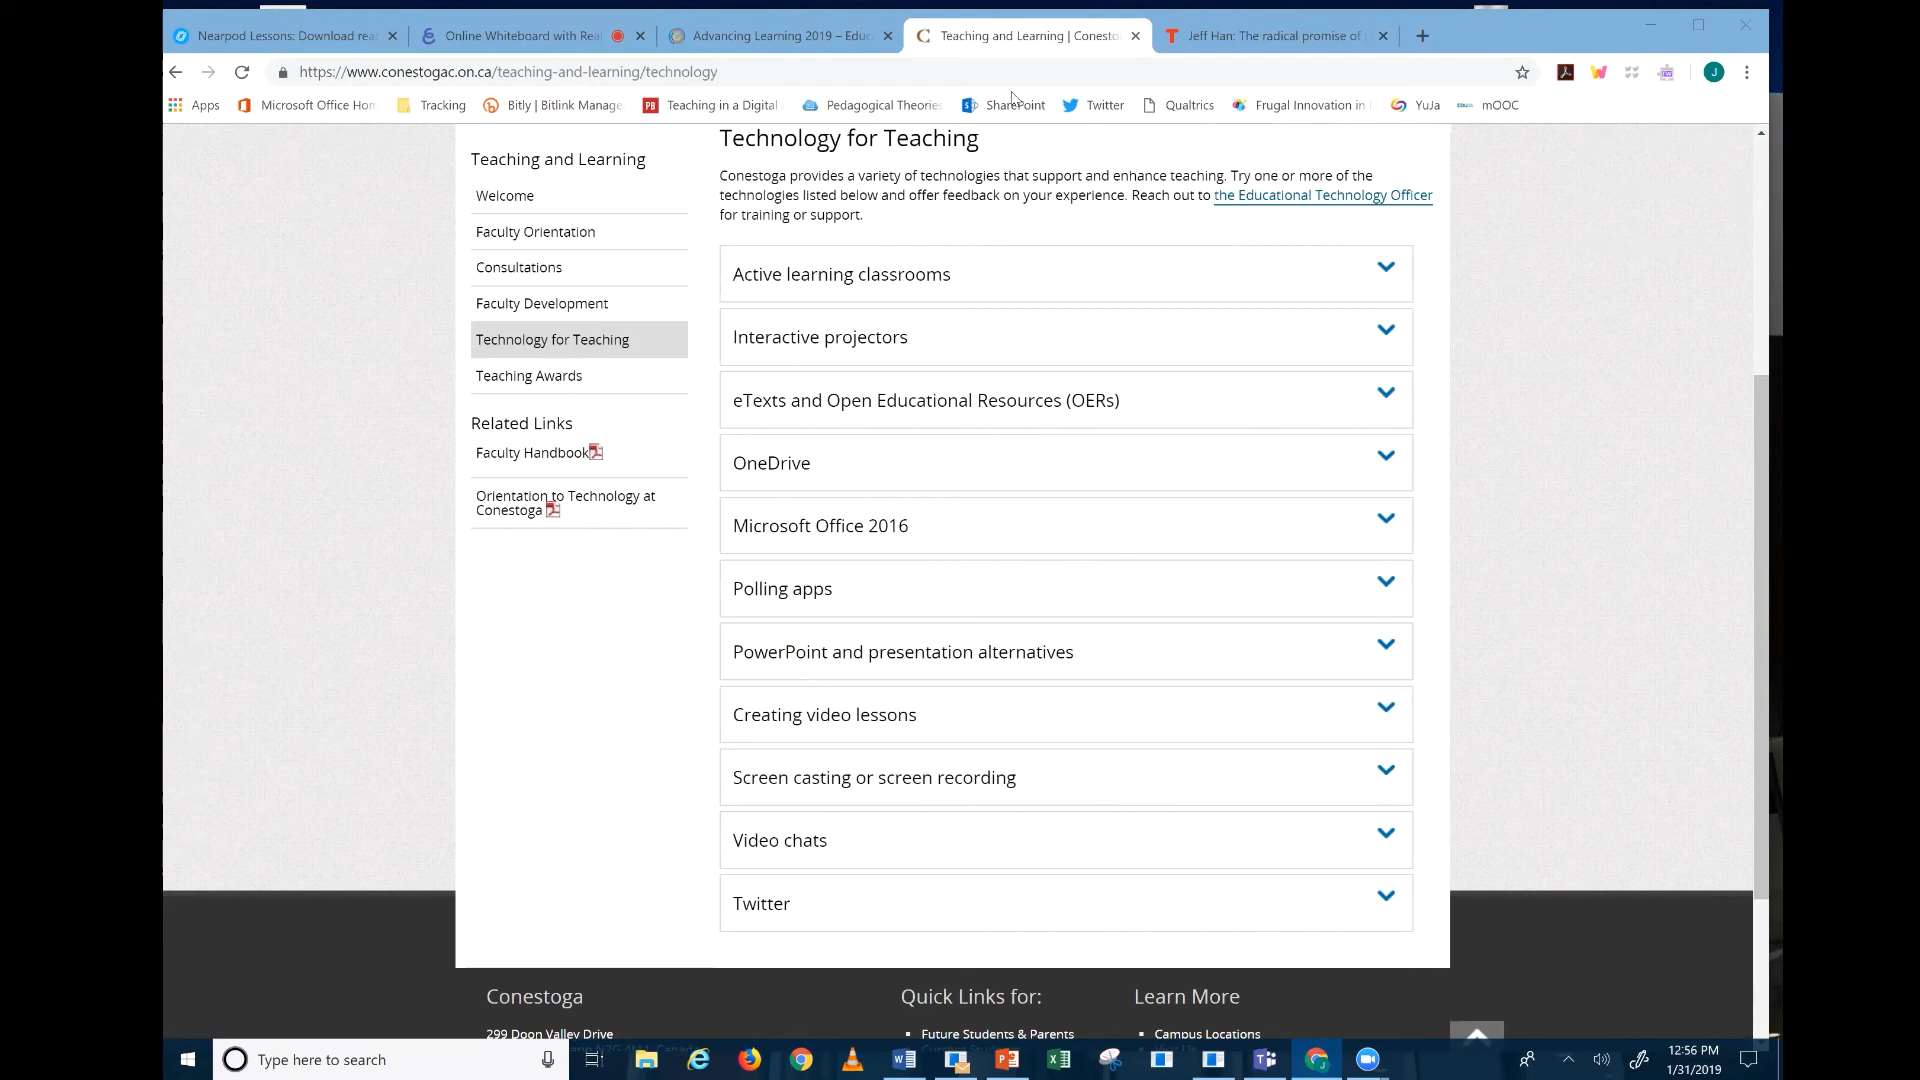 Nearpod Lessons: Download rea
Online Whiteboard with Real
Advancing Learning 2019 – Educ
Teaching and Learning | Conesto
Jeff Han: The radical promise of
https://www.conestogac.on.ca/teaching-and-learning/technology
J
Apps
Microsoft Office Hom
Tracking
Bitly | Bitlink Manage
PB
Teaching in a Digital
Pedagogical Theories
SharePoint
Twitter
Qualtrics
Frugal Innovation in
YuJa
mOOC
Teaching and Learning
Welcome
Faculty Orientation
Consultations
Faculty Development
Technology for Teaching
Teaching Awards
Related Links
Faculty Handbook
Orientation to Technology at
Conestoga
Technology for Teaching
Conestoga provides a variety of technologies that support and enhance teaching. Try one or more of the
technologies listed below and offer feedback on your experience. Reach out to the Educational Technology Officer
for training or support.
Active learning classrooms
Interactive projectors
eTexts and Open Educational Resources (OERs)
OneDrive
Microsoft Office 2016
Polling apps
PowerPoint and presentation alternatives
Creating video lessons
Screen casting or screen recording
Video chats
Twitter
Conestoga
299 Doon Valley Drive
Quick Links for:
Future Students & Parents
Learn More
Campus Locations
Type here to search
12:56 PM
1/31/2019